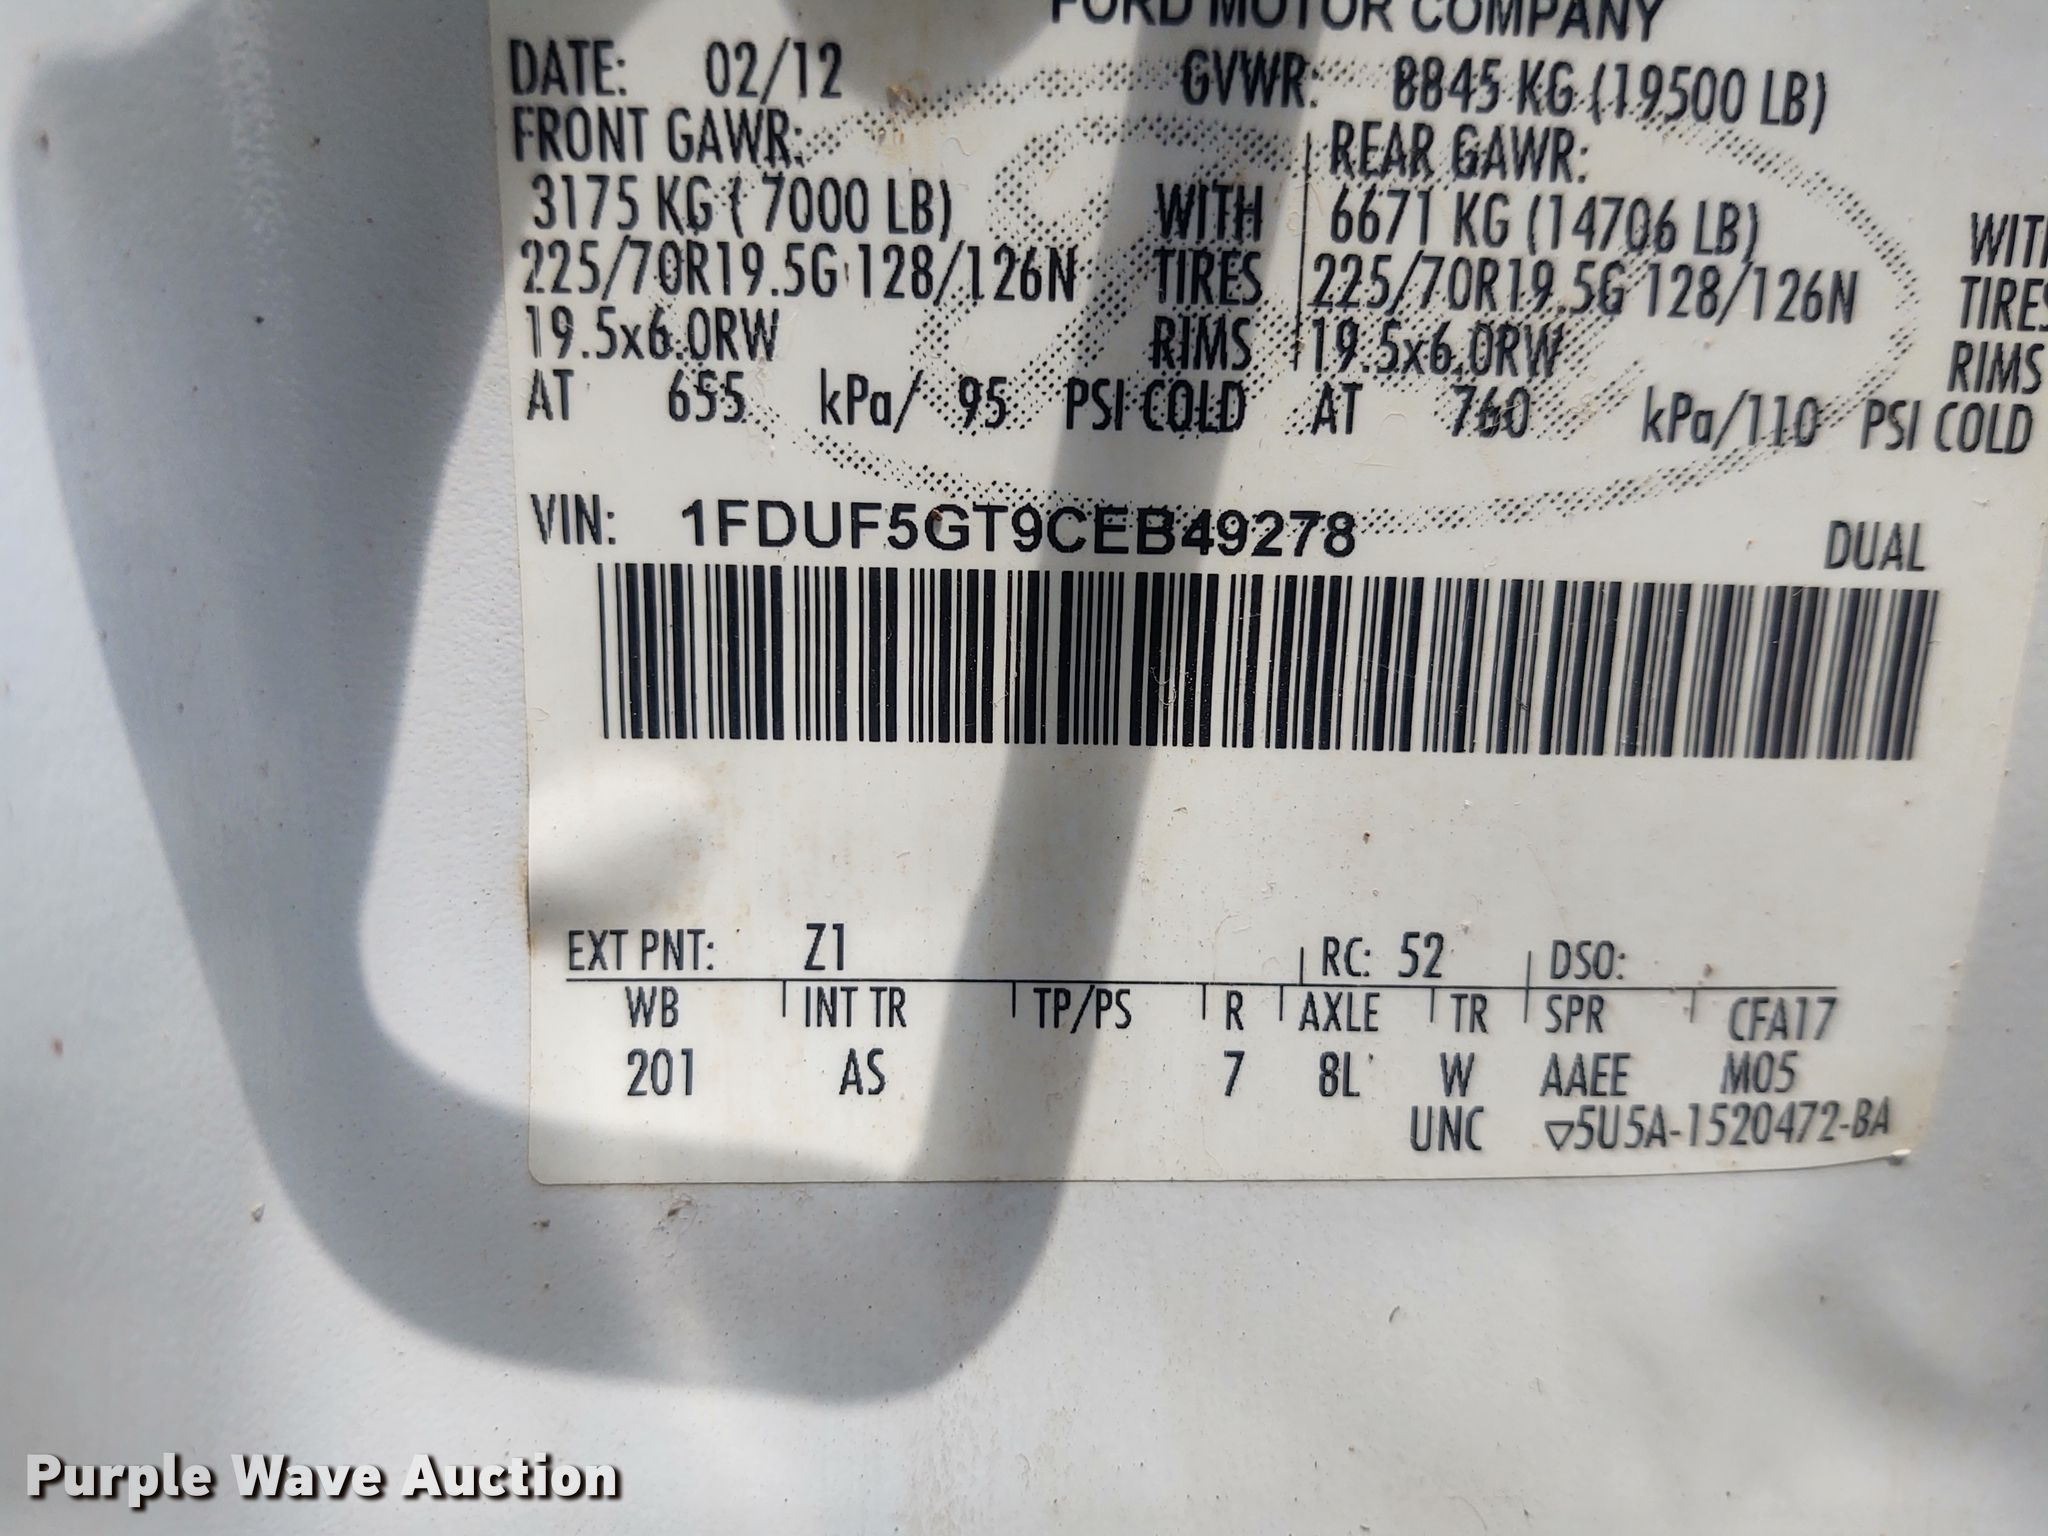 FORD MOTOR COMPANY
DATE: 02/12 GVWR: 8845 KG (19500 LB)
FRONT GAWR: REAR GAWR:
3175 KG ( 7000 LB) WITH 6671 KG (14706 LB) WITH
225/70R19.5G 128/126N TIRES 225/70R19.5G 128/126N TIRES
19.5x6.0RW RIMS 19.5x6.0RW RIMS
AT 655 kPa/ 95 PSI COLD AT 760 kPa/110 PSI COLD
VIN: 1FDUF5GT9CEB49278 DUAL
EXT PNT: Z1 RC: 52 DSO:
WB INT TR TP/PS R AXLE TR SPR CFA17
201 AS 7 8L W AAEE M05
UNC ▽5U5A-1520472-BA
Purple Wave Auction